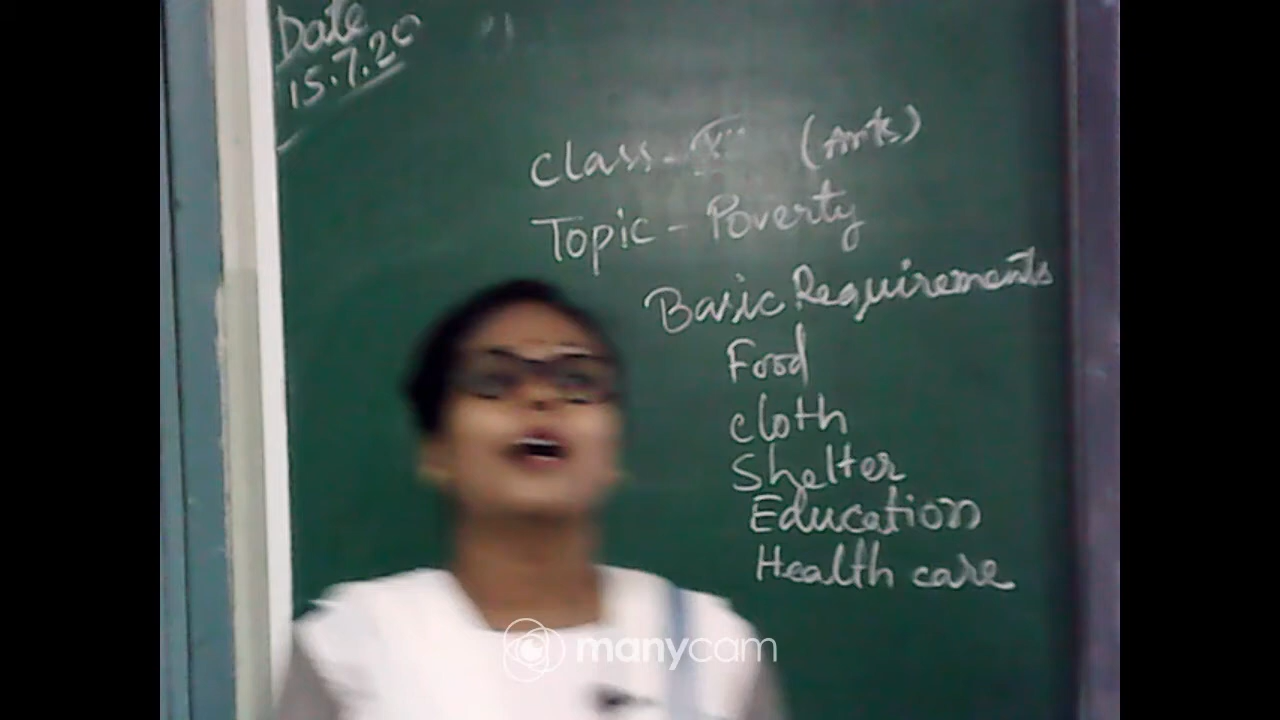 Date
15.7.20
Class - X (Arts)
Topic - Poverty
Basic Requirements
Food
cloth
Shelter
Education
Health care
manycam